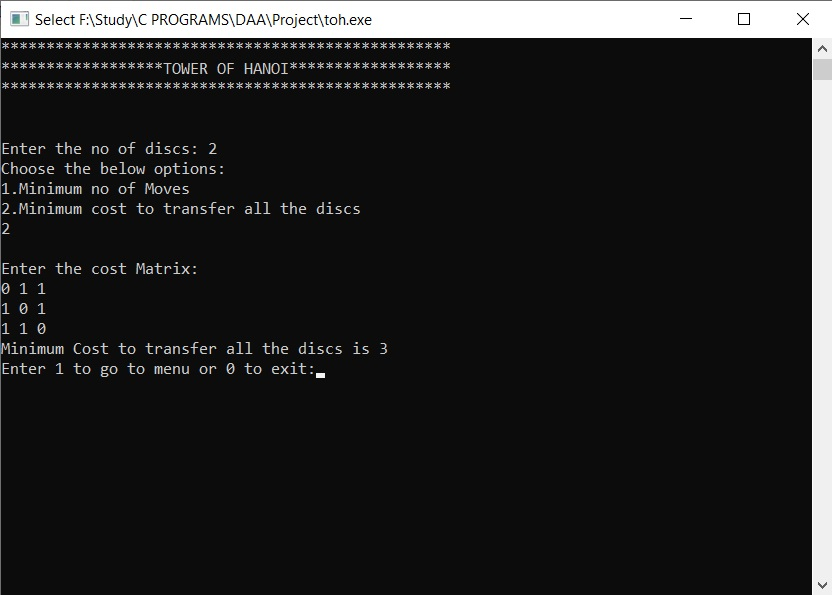 Select F:\Study\C PROGRAMS\DAA\Project\toh.exe
**************************************************
******************TOWER OF HANOI******************
**************************************************
Enter the no of discs: 2
Choose the below options:
1.Minimum no of Moves
2.Minimum cost to transfer all the discs
2
Enter the cost Matrix:
0 1 1
1 0 1
1 1 0
Minimum Cost to transfer all the discs is 3
Enter 1 to go to menu or 0 to exit: